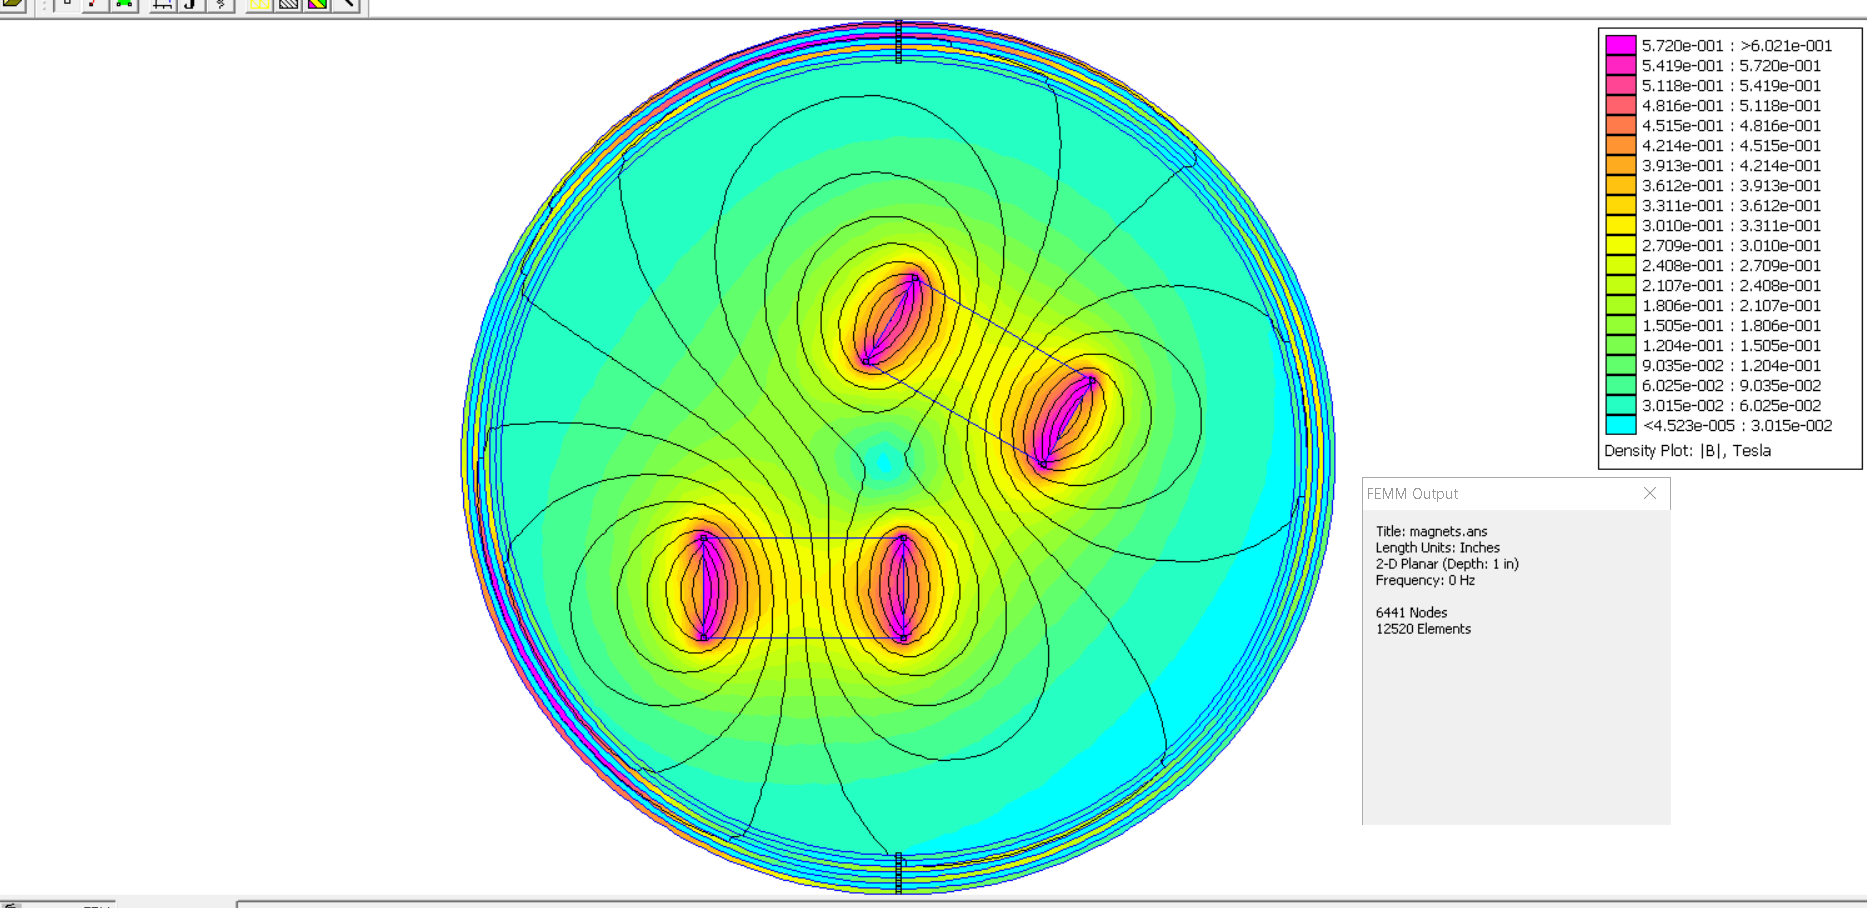 5.720e-001 : >6.021e-001
5.419e-001 : 5.720e-001
5.118e-001 : 5.419e-001
4.816e-001 : 5.118e-001
4.515e-001 : 4.816e-001
4.214e-001 : 4.515e-001
3.913e-001 : 4.214e-001
3.612e-001 : 3.913e-001
3.311e-001 : 3.612e-001
3.010e-001 : 3.311e-001
2.709e-001 : 3.010e-001
2.408e-001 : 2.709e-001
2.107e-001 : 2.408e-001
1.806e-001 : 2.107e-001
1.505e-001 : 1.806e-001
1.204e-001 : 1.505e-001
9.035e-002 : 1.204e-001
6.025e-002 : 9.035e-002
3.015e-002 : 6.025e-002
<4.523e-005 : 3.015e-002
Density Plot: |B|, Tesla
FEMM Output
Title: magnets.ans
Length Units: Inches
2-D Planar (Depth: 1 in)
Frequency: 0 Hz
6441 Nodes
12520 Elements